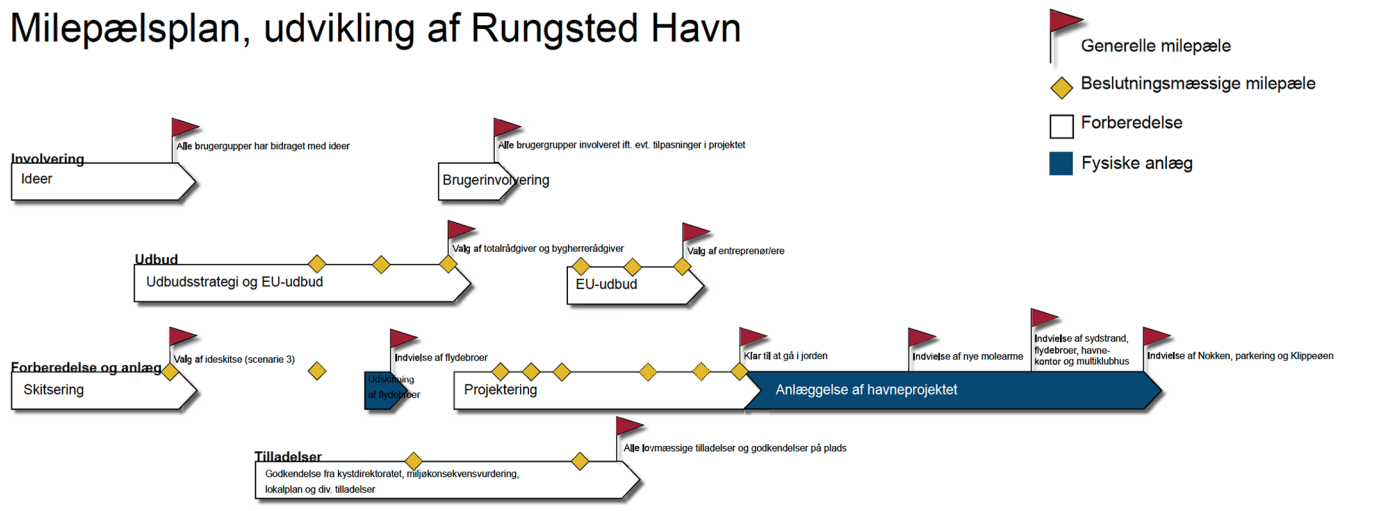 Milepælsplan, udvikling af Rungsted Havn
Generelle milepæle
Beslutningsmæssige milepæle
Forberedelse
Fysiske anlæg
Alle brugergupper har bidraget med ideer
Alle brugergrupper involveret ift. evt. tilpasninger i projektet
Involvering
Ideer
Brugerinvolvering
Valg af totalrådgiver og bygherrerådgiver
Valg af entreprenør/ere
Udbud
Udbudsstrategi og EU-udbud
EU-udbud
Valg af ideskitse (scenarie 3)
Indvielse af flydebroer
Klar til at gå i jorden
Indvielse af nye molearme
Indvielse af sydstrand,
flydebroer, havne-
kontor og multiklubhus
Indvielse af Nokken, parkering og Klippeøen
Forberedelse og anlæg
Skitsering
Udskiftning
af flydebroer
Projektering
Anlæggelse af havneprojektet
Alle lovmæssige tilladelser og godkendelser på plads
Tilladelser
Godkendelse fra kystdirektoratet, miljøkonsekvensvurdering,
lokalplan og div. tilladelser